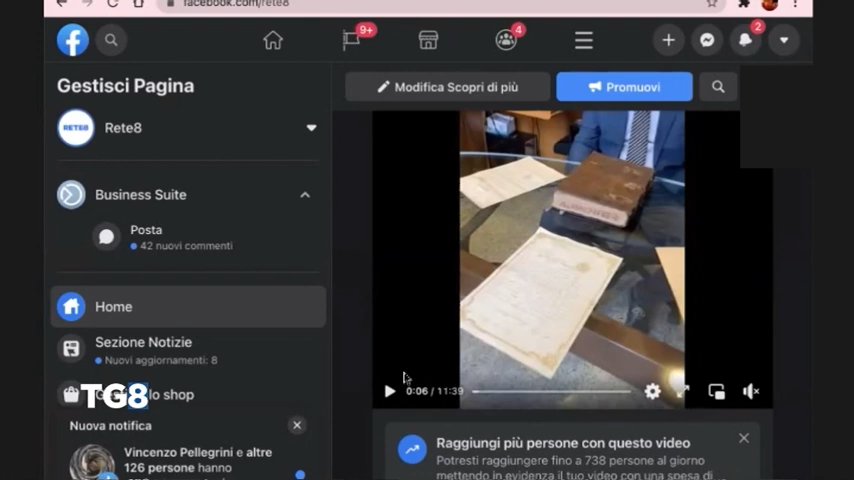 facebook.com/rete8
9+
4
2
Gestisci Pagina
Modifica Scopri di più
Promuovi
RETE8
Rete8
Business Suite
Posta
42 nuovi commenti
Home
Sezione Notizie
Nuovi aggiornamenti: 8
TG8
lo shop
0:06 / 11:39
Nuova notifica
Vincenzo Pellegrini e altre
126 persone hanno
Raggiungi più persone con questo video
Potresti raggiungere fino a 738 persone al giorno
mettendo in evidenza il tuo video con una spesa di